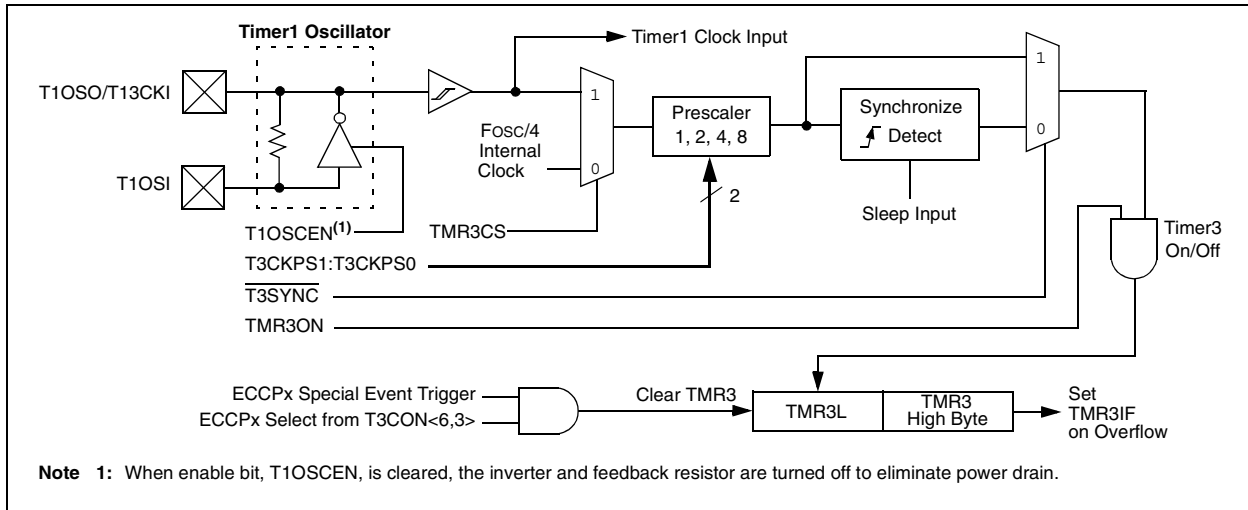 Timer1 Oscillator
Timer1 Clock Input
T1OSO/T13CKI
1
FOSC/4
Internal
Clock
0
Prescaler
1, 2, 4, 8
Synchronize
Detect
1
0
T1OSI
2
Sleep Input
T1OSCEN(1)
TMR3CS
Timer3
On/Off
T3CKPS1:T3CKPS0
T3SYNC
TMR3ON
ECCPx Special Event Trigger
ECCPx Select from T3CON<6,3>
Clear TMR3
TMR3L
TMR3
High Byte
Set
TMR3IF
on Overflow
Note 1: When enable bit, T1OSCEN, is cleared, the inverter and feedback resistor are turned off to eliminate power drain.